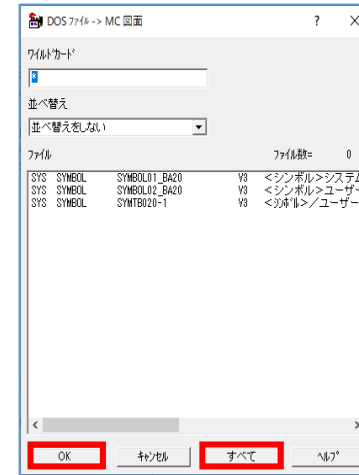 DOS ファイル -> MC 図面 ? ×
ワイルドカード
*
並べ替え
並べ替えをしない
ファイル ファイル数= 0
SYS SYMBOL SYMBOL01_BA20 V3 <シンボル>システム
SYS SYMBOL SYMBOL02_BA20 V3 <シンボル>ユーザー
SYS SYMBOL SYMTB020-1 V3 <シンボル>/ユーザー
OK キャンセル すべて ヘルプ